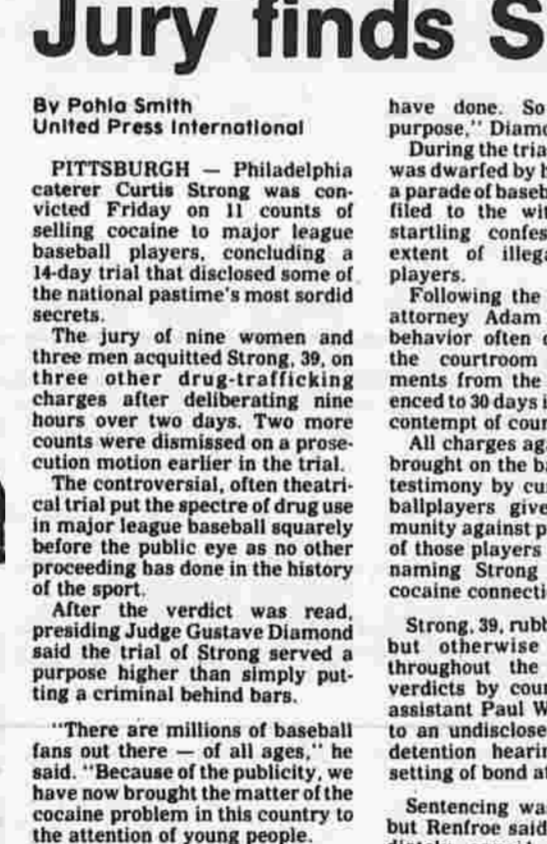 Jury finds S
By Pohla Smith
United Press International
PITTSBURGH — Philadelphia
caterer Curtis Strong was con-
victed Friday on 11 counts of
selling cocaine to major league
baseball players, concluding a
14-day trial that disclosed some of
the national pastime's most sordid
secrets.
The jury of nine women and
three men acquitted Strong, 39, on
three other drug-trafficking
charges after deliberating nine
hours over two days. Two more
counts were dismissed on a prose-
cution motion earlier in the trial.
The controversial, often theatri-
cal trial put the spectre of drug use
in major league baseball squarely
before the public eye as no other
proceeding has done in the history
of the sport.
After the verdict was read,
presiding Judge Gustave Diamond
said the trial of Strong served a
purpose higher than simply put-
ting a criminal behind bars.
"There are millions of baseball
fans out there — of all ages," he
said. "Because of the publicity, we
have now brought the matter of the
cocaine problem in this country to
the attention of young people.
have done. So
purpose," Diamo
During the tria
was dwarfed by h
a parade of baseb
filed to the wit
startling confes
extent of illega
players.
Following the
attorney Adam
behavior often
the courtroom
ments from the
enced to 30 days i
contempt of cour
All charges aga
brought on the ba
testimony by cu
ballplayers give
munity against p
of those players
naming Strong
cocaine connecti
Strong, 39, rubb
but otherwise
throughout the
verdicts by cour
assistant Paul W
to an undisclose
detention hearin
setting of bond at
Sentencing wa
but Renfroe said